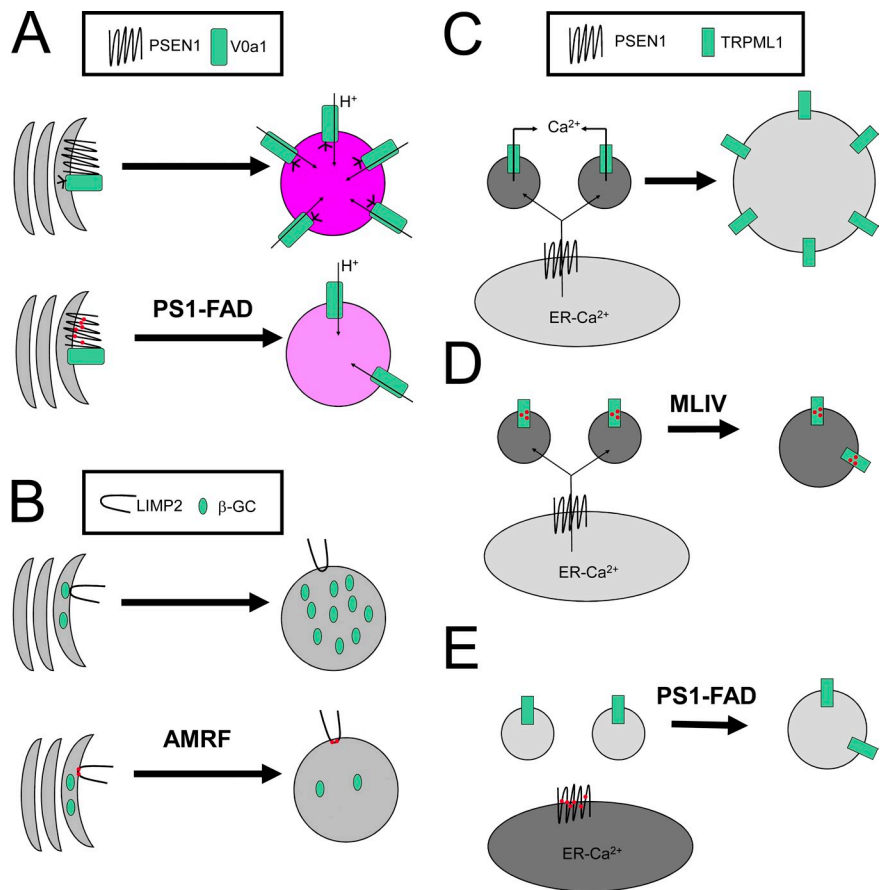 A
PSEN1 V0a1
H⁺
PS1-FAD
H⁺
B
LIMP2 β-GC
AMRF
C
PSEN1 TRPML1
Ca²⁺
ER-Ca²⁺
D
MLIV
ER-Ca²⁺
E
PS1-FAD
ER-Ca²⁺